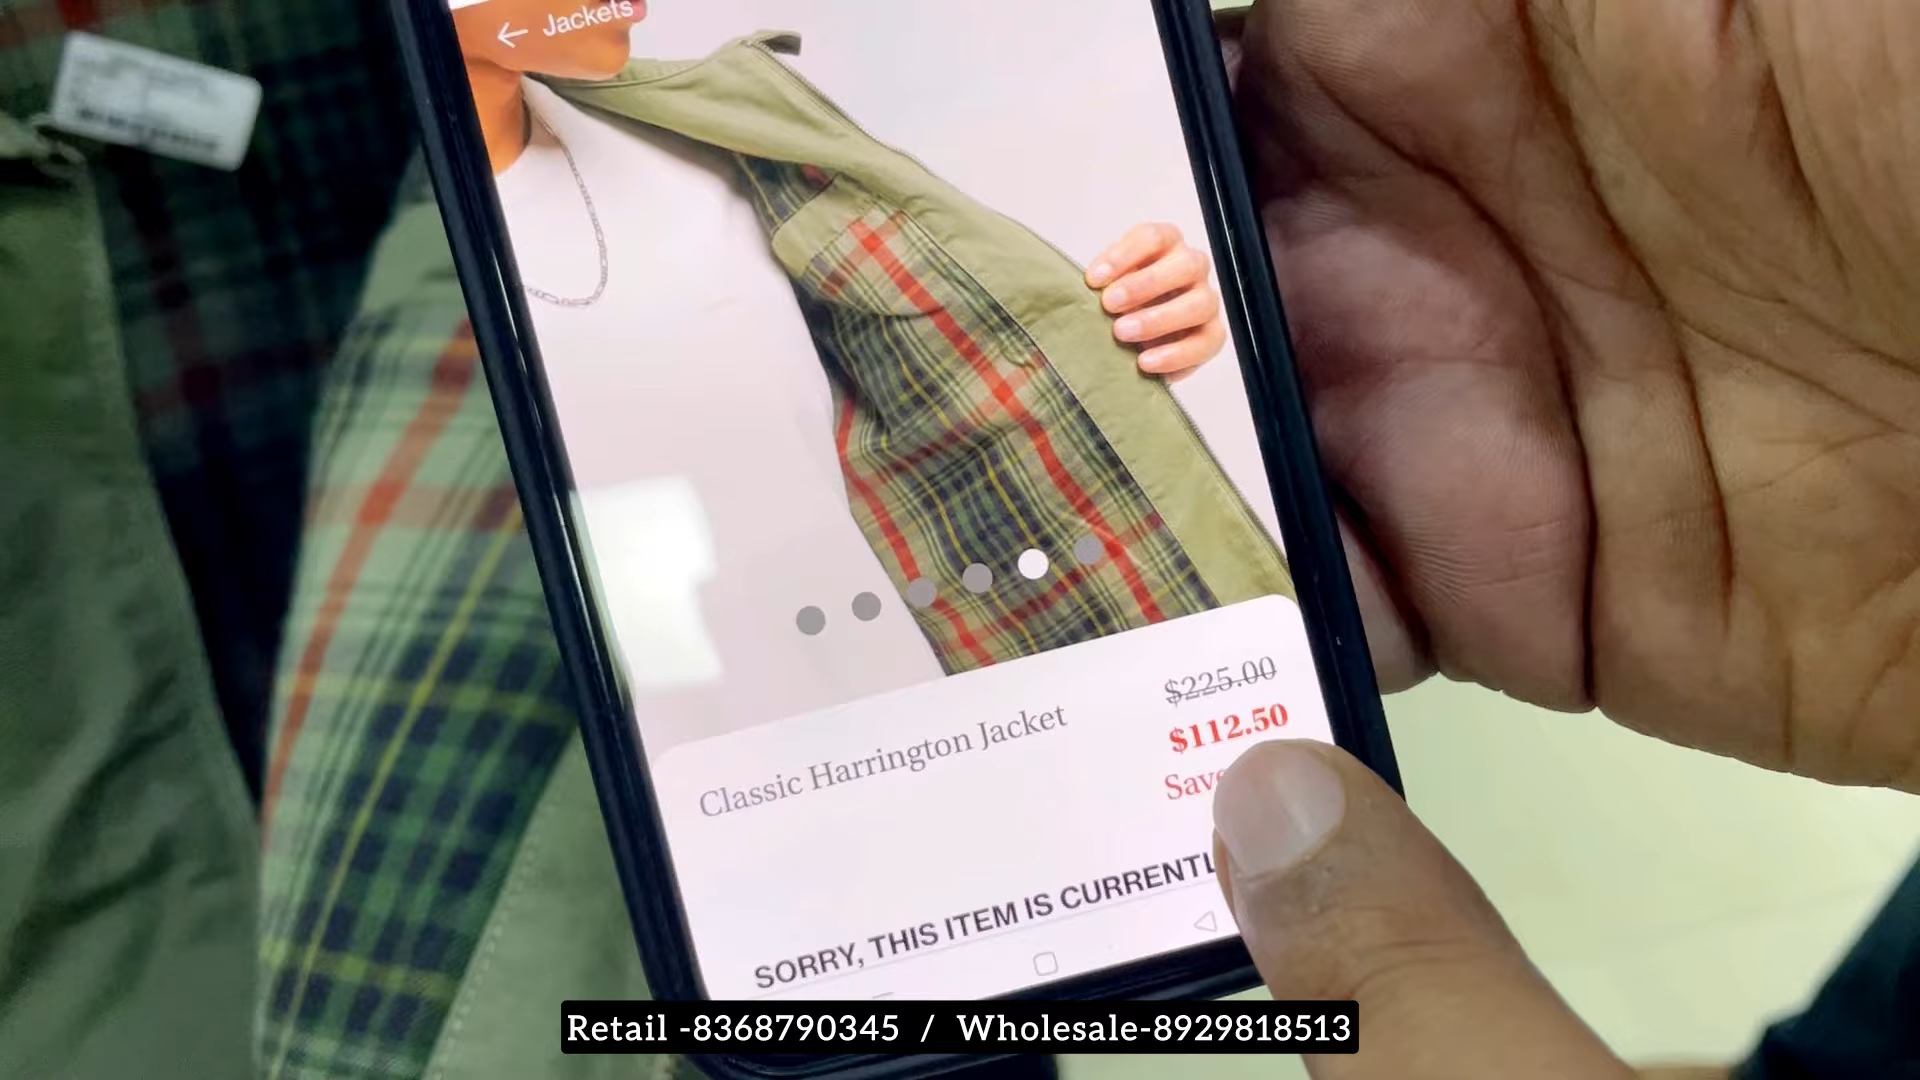 ← Jackets
$225.00
$112.50
Classic Harrington Jacket
Save
SORRY, THIS ITEM IS CURRENTL
Retail -8368790345 / Wholesale-8929818513